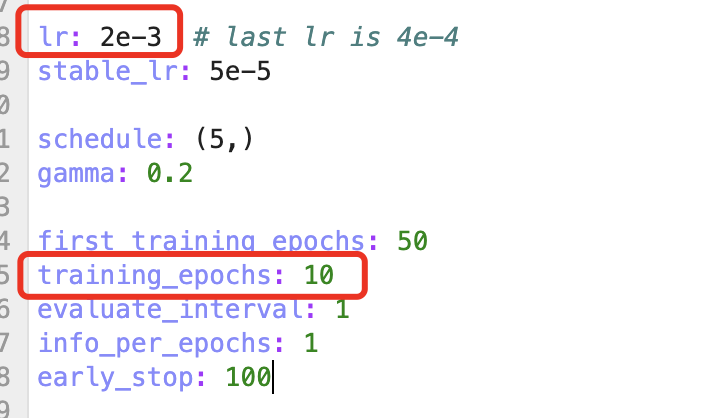 8 lr: 2e-3 # last lr is 4e-4
9 stable_lr: 5e-5
0
1 schedule: (5,)
2 gamma: 0.2
3
4 first_training_epochs: 50
5 training_epochs: 10
6 evaluate_interval: 1
7 info_per_epochs: 1
8 early_stop: 100
9